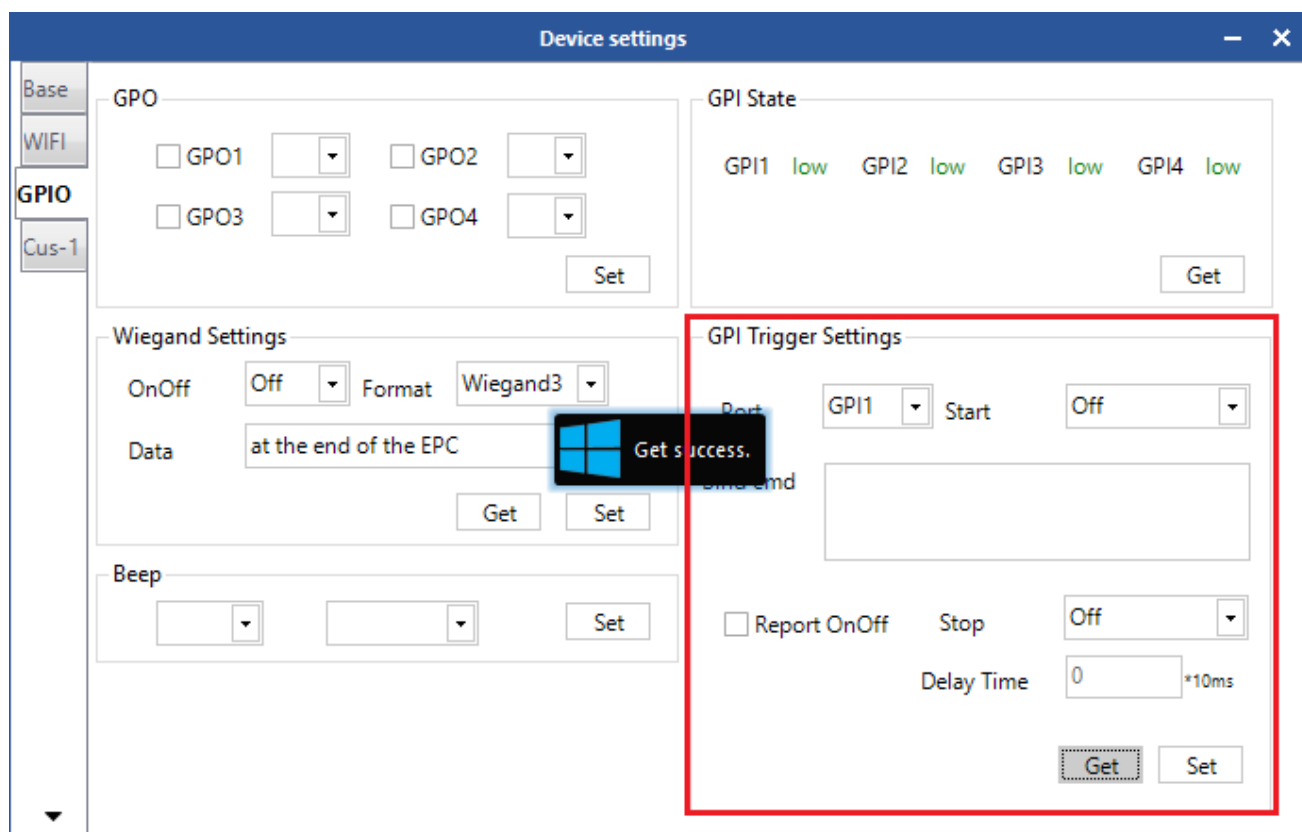 Device settings
Base
WIFI
GPIO
Cus-1
GPO
GPO1
GPO2
GPO3
GPO4
Set
GPI State
GPI1 low GPI2 low GPI3 low GPI4 low
Get
Wiegand Settings
OnOff Off Format Wiegand3
Data at the end of the EPC
Get Set
Get success.
Beep
Set
GPI Trigger Settings
Port GPI1 Start Off
cmd
Report OnOff Stop Off
Delay Time 0 *10ms
Get Set